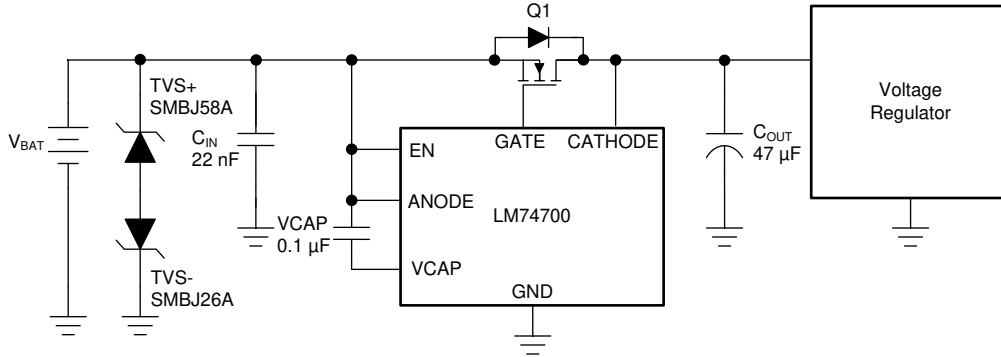 Q1
TVS+
SMBJ58A
Voltage
Regulator
V_BAT
C_IN
22 nF
GATE
CATHODE
C_OUT
47 µF
EN
ANODE
LM74700
VCAP
0.1 µF
VCAP
TVS-
SMBJ26A
GND